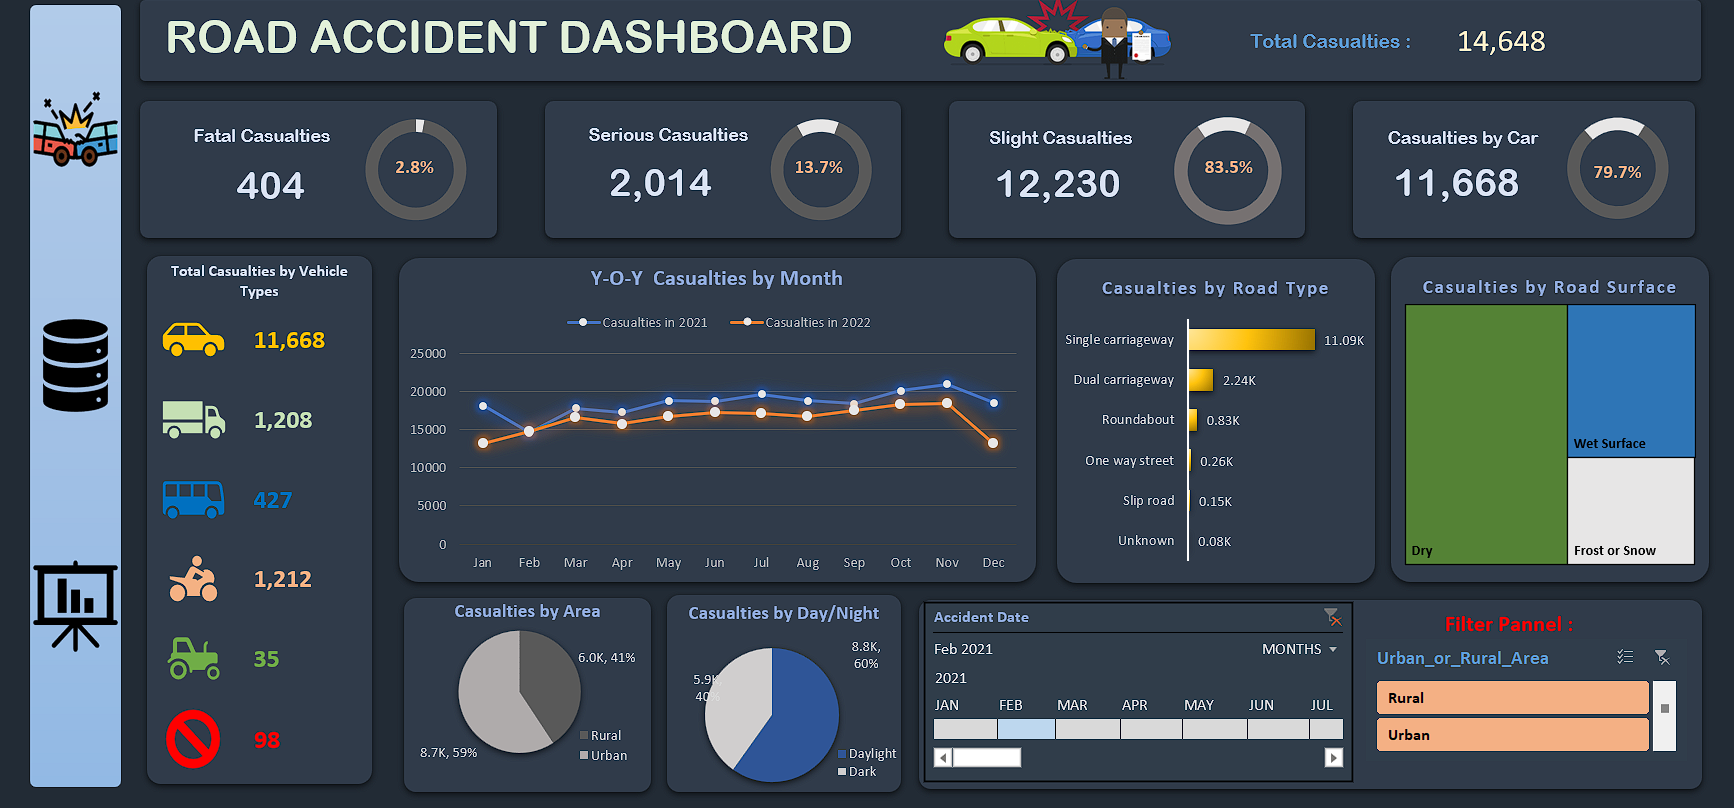 ROAD ACCIDENT DASHBOARD
Total Casualties :
14,648
Fatal Casualties
404
2.8%
Serious Casualties
2,014
13.7%
Slight Casualties
12,230
83.5%
Casualties by Car
11,668
79.7%
Total Casualties by Vehicle
Types
11,668
1,208
427
1,212
35
98
Y-O-Y Casualties by Month
Casualties in 2021
Casualties in 2022
25000
20000
15000
10000
5000
0
Jan Feb Mar Apr May Jun Jul Aug Sep Oct Nov Dec
Casualties by Road Type
Single carriageway 11.09K
Dual carriageway 2.24K
Roundabout 0.83K
One way street 0.26K
Slip road 0.15K
Unknown 0.08K
Casualties by Road Surface
Dry
Wet Surface
Frost or Snow
Casualties by Area
6.0K, 41%
8.7K, 59%
Rural
Urban
Casualties by Day/Night
8.8K,
60%
5.9K,
40%
Daylight
Dark
Accident Date
Feb 2021
MONTHS
2021
JAN FEB MAR APR MAY JUN JUL
Filter Pannel :
Urban_or_Rural_Area
Rural
Urban